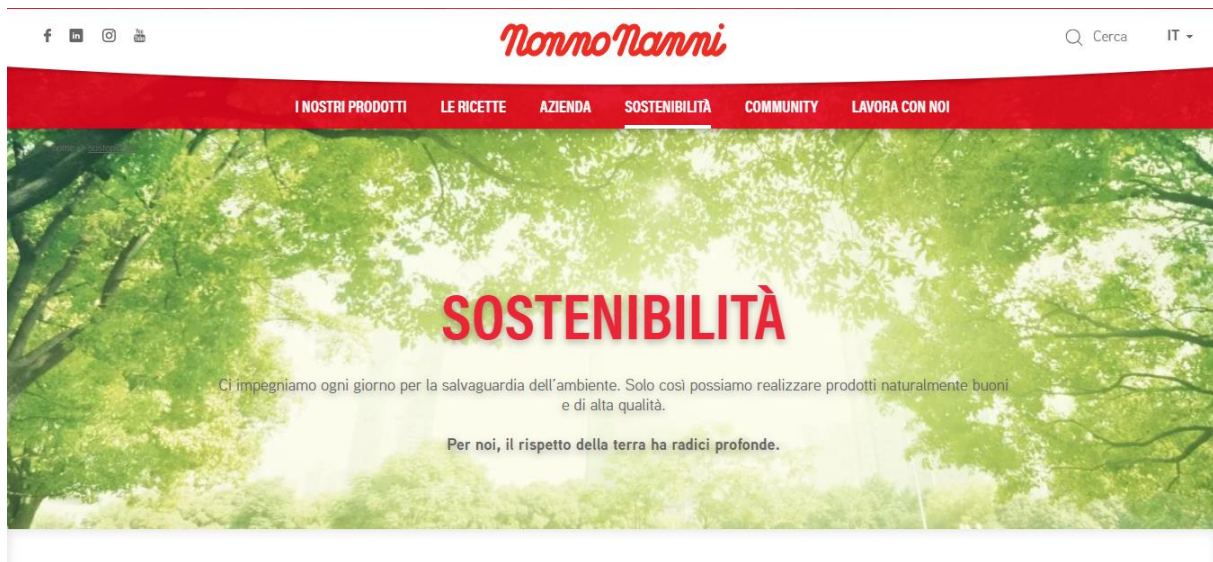 Nonno Nanni
Cerca
IT
I NOSTRI PRODOTTI LE RICETTE AZIENDA SOSTENIBILITÀ COMMUNITY LAVORA CON NOI
SOSTENIBILITÀ
Ci impegniamo ogni giorno per la salvaguardia dell'ambiente. Solo così possiamo realizzare prodotti naturalmente buoni
e di alta qualità.
Per noi, il rispetto della terra ha radici profonde.